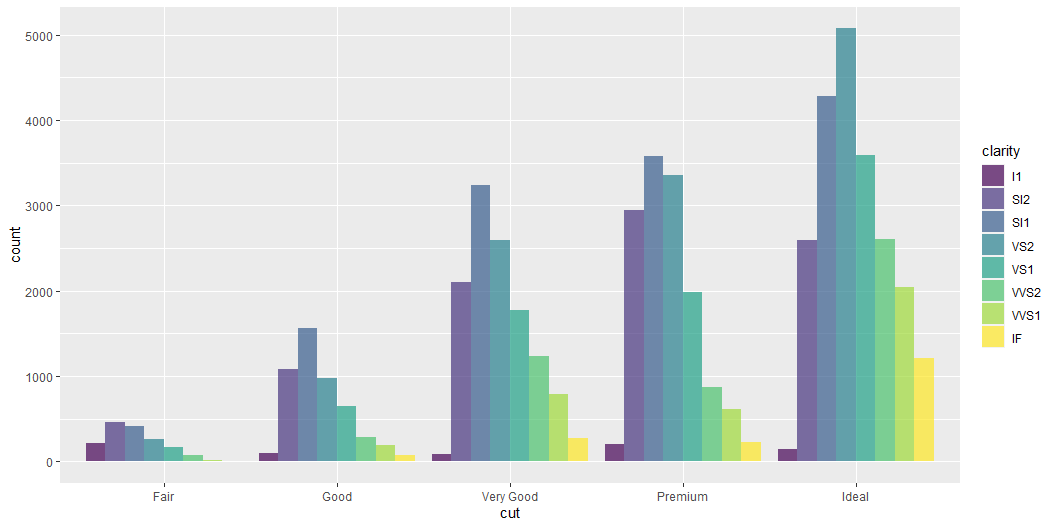 count
5000
4000
3000
2000
1000
0
Fair
Good
Very Good
Premium
Ideal
cut
clarity
I1
SI2
SI1
VS2
VS1
VVS2
VVS1
IF